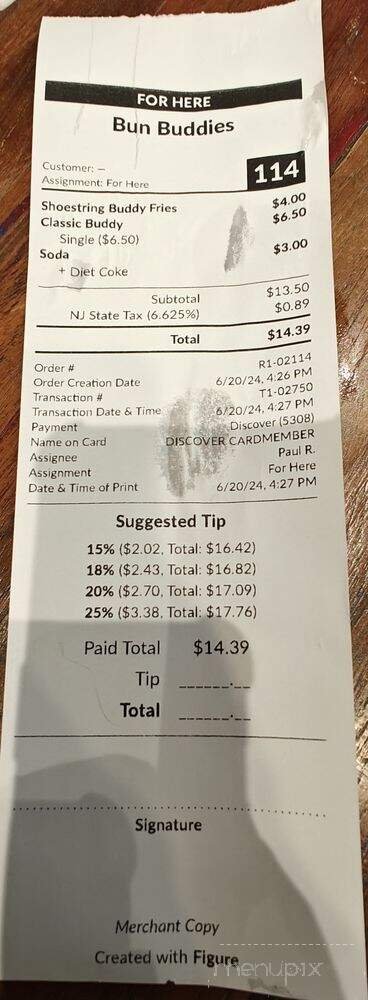 FOR HERE
Bun Buddies
Customer: —
Assignment: For Here
114
Shoestring Buddy Fries $4.00
Classic Buddy $6.50
Single ($6.50)
Soda $3.00
+ Diet Coke
Subtotal $13.50
NJ State Tax (6.625%) $0.89
Total $14.39
Order # R1-02114
Order Creation Date 6/20/24, 4:26 PM
Transaction # T1-02750
Transaction Date & Time 6/20/24, 4:27 PM
Payment Discover (5308)
Name on Card DISCOVER CARDMEMBER
Assignee Paul R.
Assignment For Here
Date & Time of Print 6/20/24, 4:27 PM
Suggested Tip
15% ($2.02, Total: $16.42)
18% ($2.43, Total: $16.82)
20% ($2.70, Total: $17.09)
25% ($3.38, Total: $17.76)
Paid Total $14.39
Tip ______.__
Total ______.__
Signature
Merchant Copy
Created with Figure
menupix